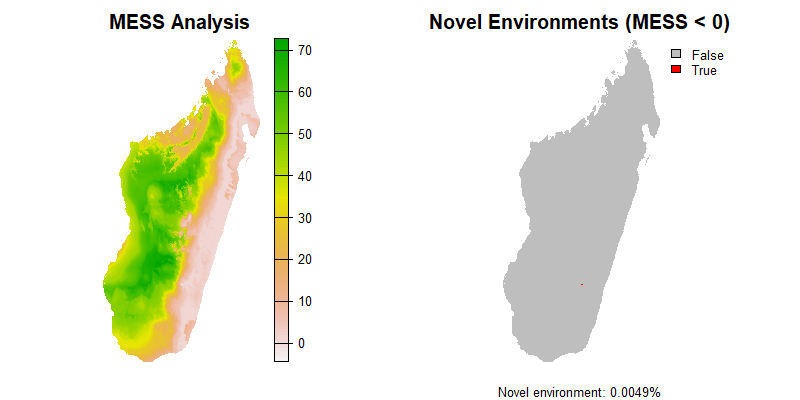 MESS Analysis
70
60
50
40
30
20
10
0
Novel Environments (MESS < 0)
False
True
Novel environment: 0.0049%